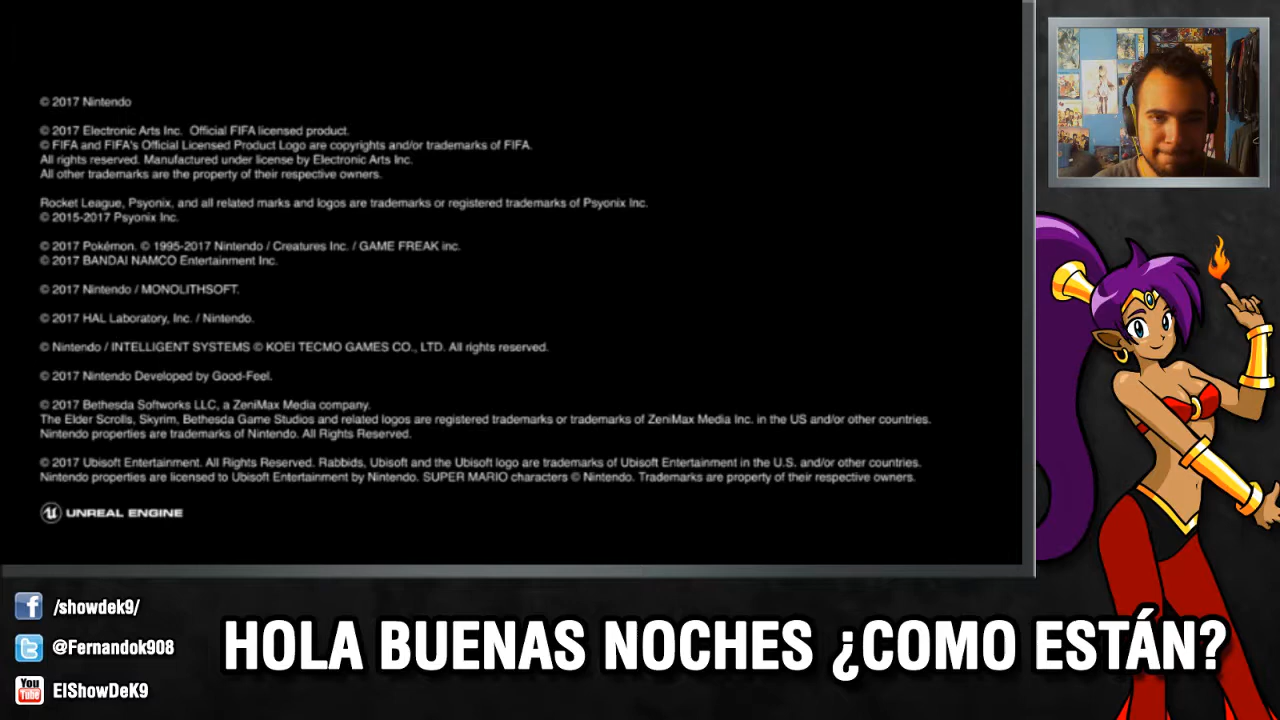 © 2017 Nintendo
© 2017 Electronic Arts Inc. Official FIFA licensed product.
© FIFA and FIFA's Official Licensed Product Logo are copyrights and/or trademarks of FIFA.
All rights reserved. Manufactured under license by Electronic Arts Inc.
All other trademarks are the property of their respective owners.
Rocket League, Psyonix, and all related marks and logos are trademarks or registered trademarks of Psyonix Inc.
© 2015-2017 Psyonix Inc.
© 2017 Pokémon. © 1995-2017 Nintendo / Creatures Inc. / GAME FREAK inc.
© 2017 BANDAI NAMCO Entertainment Inc.
© 2017 Nintendo / MONOLITHSOFT.
© 2017 HAL Laboratory, Inc. / Nintendo.
© Nintendo / INTELLIGENT SYSTEMS © KOEI TECMO GAMES CO., LTD. All rights reserved.
© 2017 Nintendo Developed by Good-Feel.
© 2017 Bethesda Softworks LLC, a ZeniMax Media company.
The Elder Scrolls, Skyrim, Bethesda Game Studios and related logos are registered trademarks or trademarks of ZeniMax Media Inc. in the US and/or other countries.
Nintendo properties are trademarks of Nintendo. All Rights Reserved.
© 2017 Ubisoft Entertainment. All Rights Reserved. Rabbids, Ubisoft and the Ubisoft logo are trademarks of Ubisoft Entertainment in the U.S. and/or other countries.
Nintendo properties are licensed to Ubisoft Entertainment by Nintendo. SUPER MARIO characters © Nintendo. Trademarks are property of their respective owners.
UNREAL ENGINE
/showdek9/
@Fernandok908
You Tube ElShowDeK9
HOLA BUENAS NOCHES ¿COMO ESTÁN?